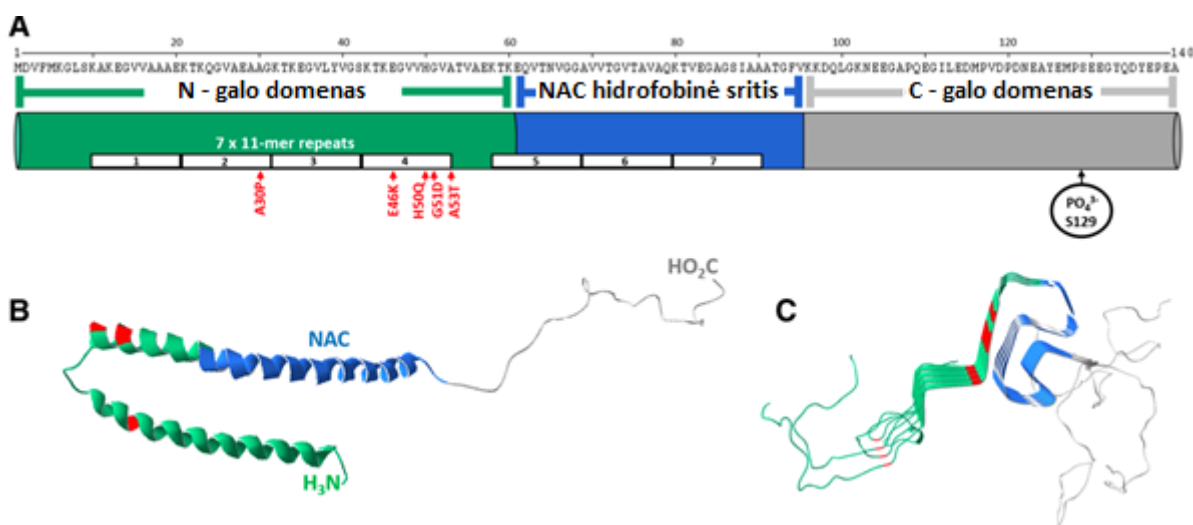 A
1 20 40 60 80 100 120 140
MDVFMKGLSKAKEGVVAAAEKTKQGVAEAAGKTKEGVLYVGSKTKEGVVHGVATVAEKTKEQVTNVGGAVVTGVTAVAQKTVEGAGSIAAATGFVKKDQLGKNEEGAPQEGILEDMPVDPDNEAYEMPSEEGYQDYEPEA
N - galo domenas NAC hidrofobinė sritis C - galo domenas
7 x 11-mer repeats
1 2 3 4 5 6 7
A30P E46K H50Q G51D A53T
PO₄³⁻
S129
B
NAC
HO₂C
H₃N
C